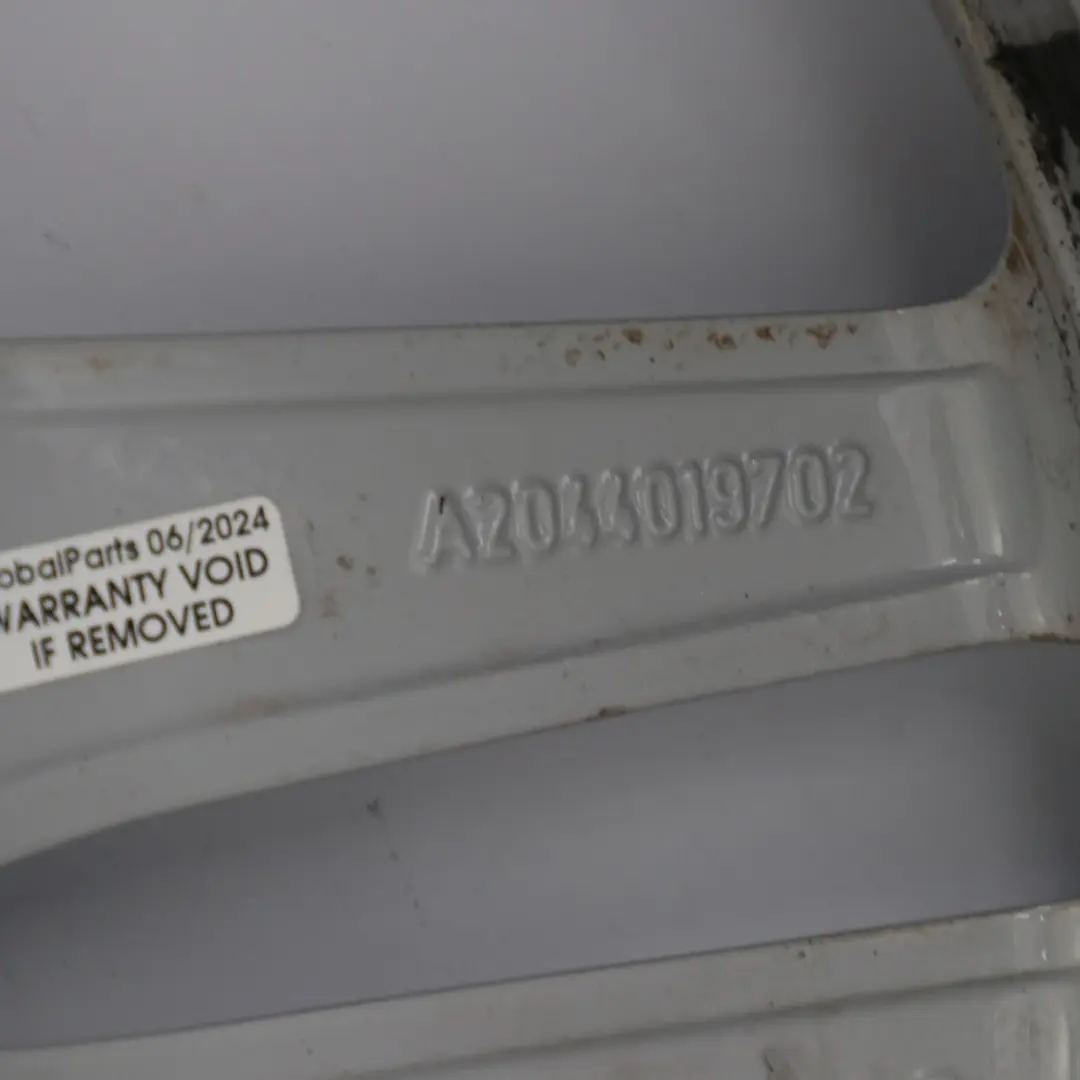 obalParts 06/2024
WARRANTY VOID
IF REMOVED
A2044019702